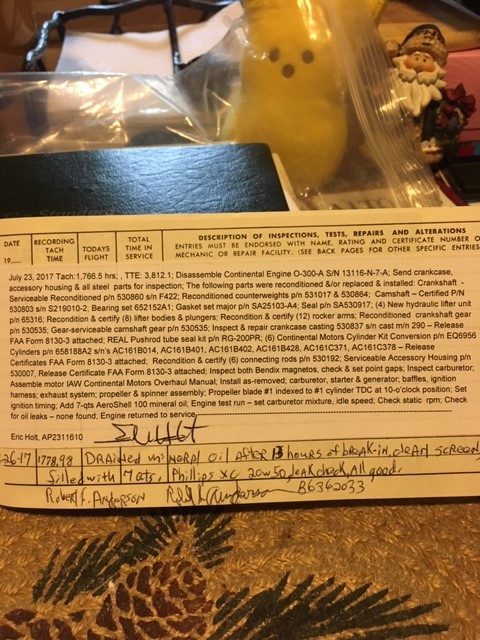 DATE RECORDING TACH TIME TODAYS FLIGHT TOTAL TIME IN SERVICE DESCRIPTION OF INSPECTIONS, TESTS, REPAIRS AND ALTERATIONS
19 ENTRIES MUST BE ENDORSED WITH NAME, RATING AND CERTIFICATE NUMBER O
MECHANIC OR REPAIR FACILITY. (SEE BACK PAGES FOR OTHER SPECIFIC ENTRIES
July 23, 2017 Tach:1,766.5 hrs; , TTE: 3,812.1; Disassemble Continental Engine O-300-A S/N 13116-N-7-A; Send crankcase,
accessory housing & all steel parts for inspection; The following parts were reconditioned &/or replaced & installed: Crankshaft -
Serviceable Reconditioned p/n 530860 s/n F422; Reconditioned counterweights p/n 531017 & 530864; Camshaft – Certified P/N
530803 s/n S219010-2; Bearing set 652152A1; Gasket set major p/n SA25103-A4; Seal p/n SA530917; (4) New hydraulic lifter unit
p/n 65316, Recondition & certify (8) lifter bodies & plungers; Recondition & certify (12) rocker arms; Reconditioned crankshaft gear
p/n 530535; Gear-serviceable camshaft gear p/n 530535; Inspect & repair crankcase casting 530837 s/n cast m/n 290 – Release
FAA Form 8130-3 attached; REAL Pushrod tube seal kit p/n RG-200PR; (6) Continental Motors Cylinder Kit Conversion p/n EQ6956
Cylinders p/n 658188A2 s/n's AC161B014, AC161B401, AC161B402, AC161B428, AC161C371, AC161C378 – Release
Certificates FAA Form 8130-3 attached, Recondition & certify (6) connecting rods p/n 530192; Serviceable Accessory Housing p/n
530007, Release Certificate FAA Form 8130-3 attached; Inspect both Bendix magnetos, check & set point gaps; Inspect carburetor;
Assemble motor IAW Continental Motors Overhaul Manual; Install as-removed; carburetor, starter & generator; baffles, ignition
harness; exhaust system; propeller & spinner assembly; Propeller blade #1 indexed to #1 cylinder TDC at 10-o'clock position; Set
ignition timing; Add 7-qts AeroShell 100 mineral oil, Engine test run – set carburetor mixture, idle speed; Check static rpm; Check
for oil leaks – none found; Engine returned to service
Eric Holt, AP2311610
26-17 1778.98 DRAined mineral oil after 13 hours of break-in, clean screen,
filled with 7 qts, Phillips XC 20W50, leak check, All good.
Robert F. Anderson 86362033